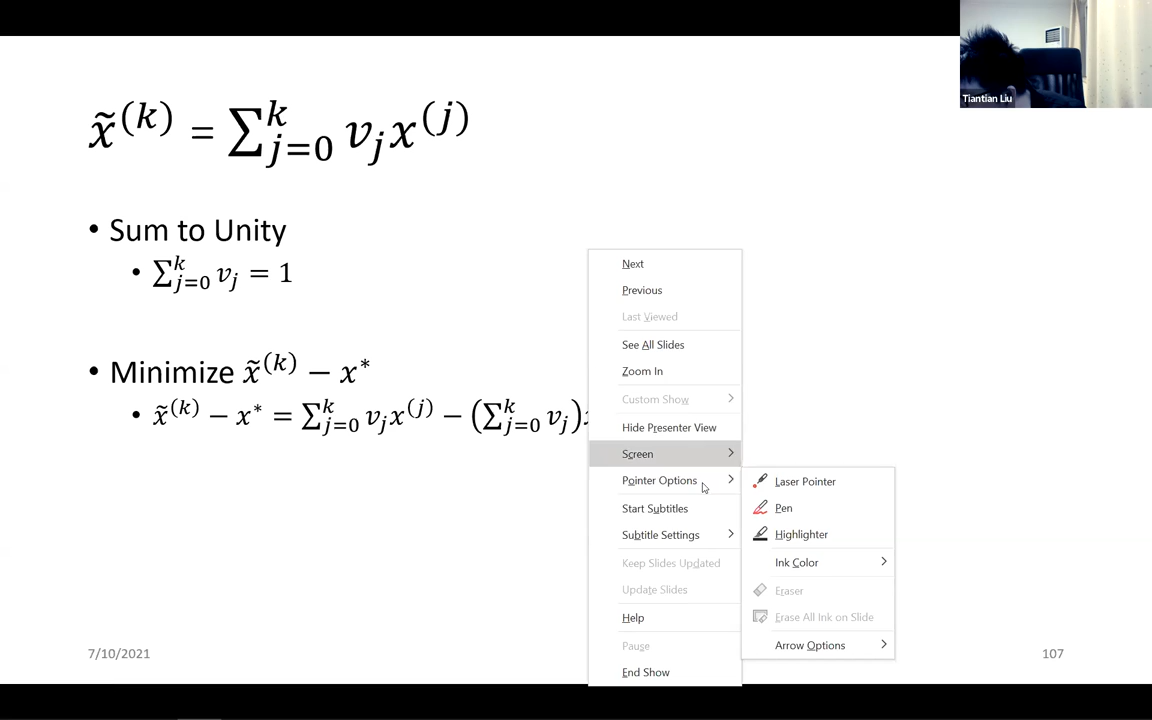 Tiantian Liu
x̃^(k) = ∑_{j=0}^{k} v_j x^(j)
• Sum to Unity
• ∑_{j=0}^{k} v_j = 1
• Minimize x̃^(k) − x*
• x̃^(k) − x* = ∑_{j=0}^{k} v_j x^(j) − (∑_{j=0}^{k} v_j)
Next
Previous
Last Viewed
See All Slides
Zoom In
Custom Show
Hide Presenter View
Screen
Pointer Options
Start Subtitles
Subtitle Settings
Keep Slides Updated
Update Slides
Help
Pause
End Show
Laser Pointer
Pen
Highlighter
Ink Color
Eraser
Erase All Ink on Slide
Arrow Options
7/10/2021
107